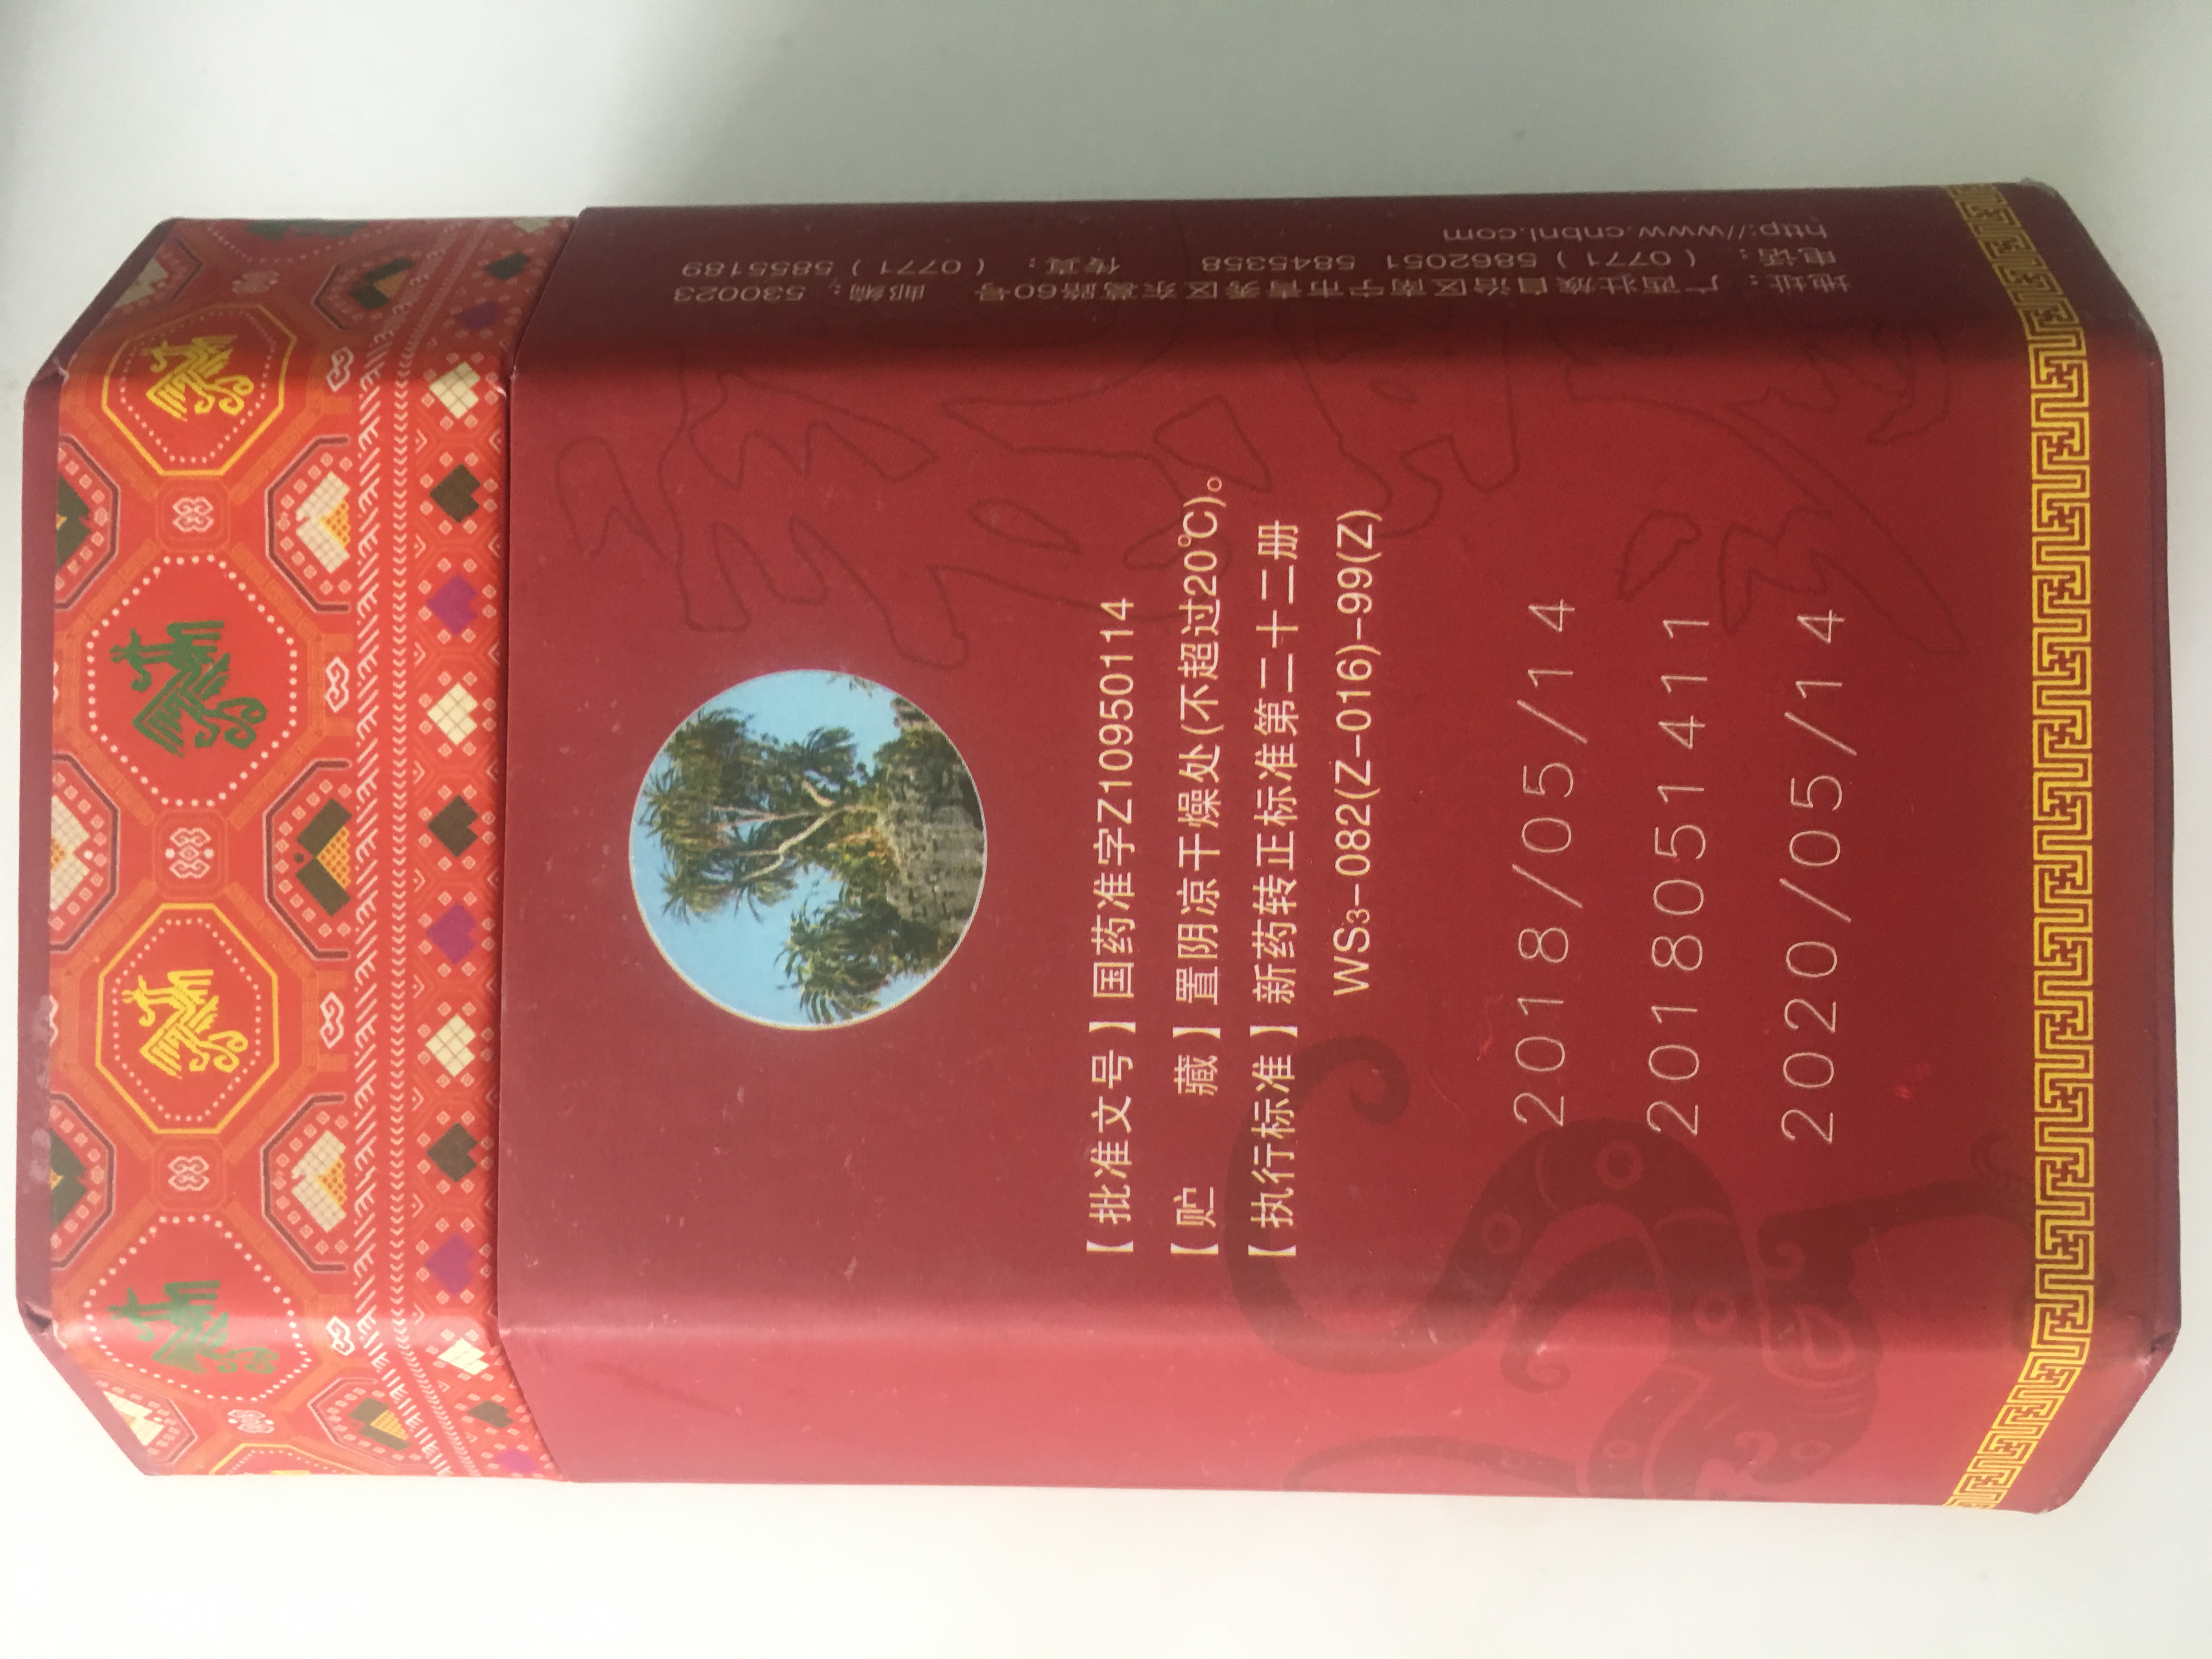 【批准文号】国药准字Z10950114
【贮　　藏】置阴凉干燥处(不超过20℃)。
【执行标准】新药转正标准第二十二册
WS3-082(Z-016)-99(Z)
2018/05/14
2018051411
2020/05/14
地址：广西壮族自治区南宁市青秀区东葛路60号 邮编：530023
电话：(0771) 5862051 5845358 传真：(0771) 5855189
http://www.cnbnl.com